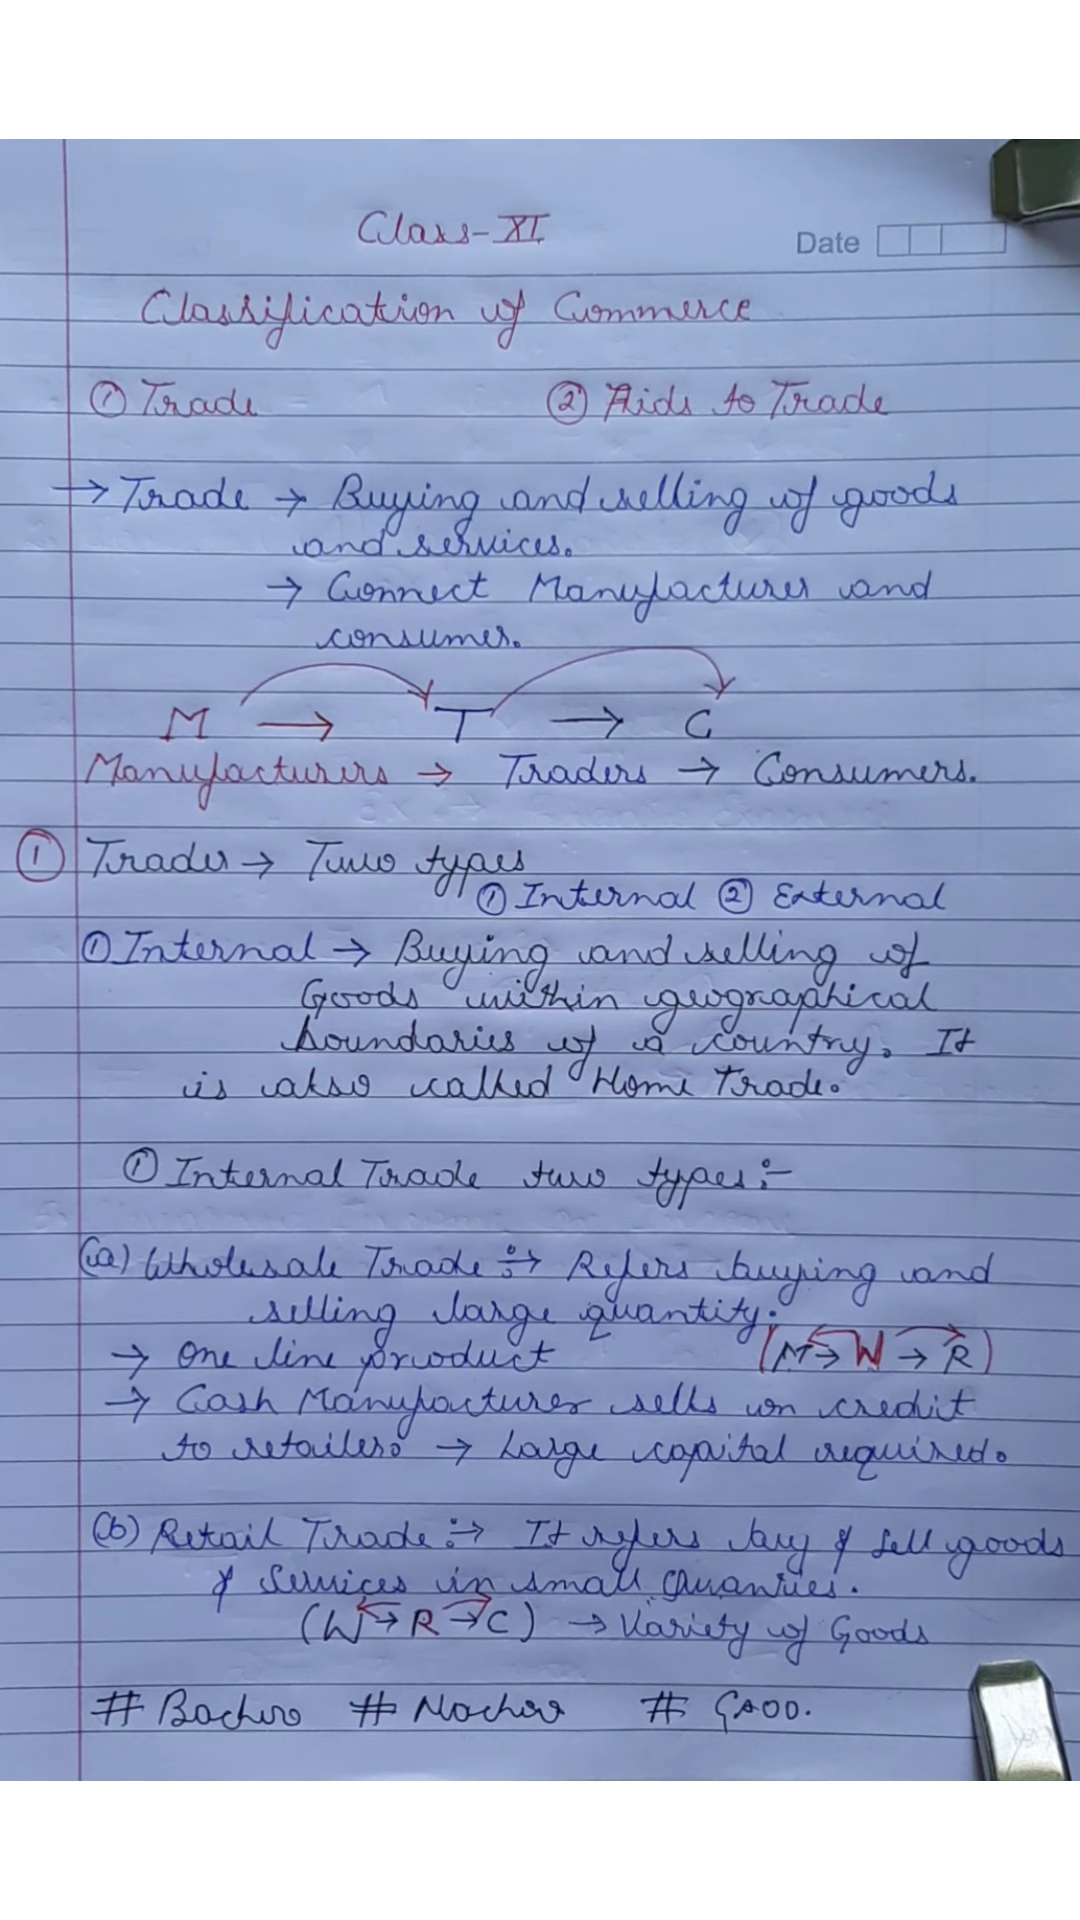 Class-XI
Date
Classification of Commerce
① Trade ② Aids to Trade
→ Trade → Buying and selling of goods
and services.
→ Connect Manufacturer and
consumer.
M → T → C
Manufacturers → Traders → Consumers.
① Trade → Two types
① Internal ② External
① Internal → Buying and selling of
Goods within geographical
boundaries of a country. It
is also called Home Trade.
① Internal Trade two types:-
(a) Wholesale Trade :→ Refers buying and
selling large quantity.
→ One line product (M → W → R)
→ Cash Manufacturer sells on credit
to retailers. → Large capital required.
(b) Retail Trade :→ It refers buy & sell goods
& services in small
(W → R → C) → Variety of Goods
# # #